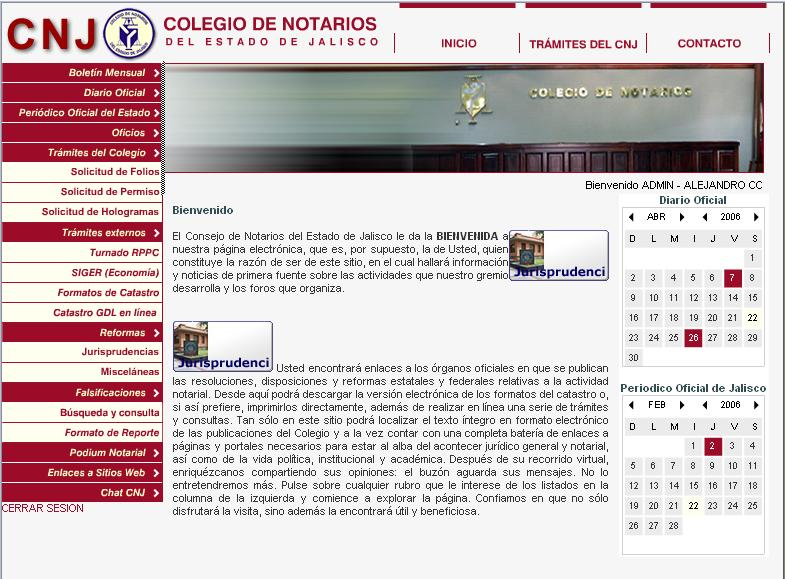 CNJ
COLEGIO DE NOTARIOS
DEL ESTADO DE JALISCO
INICIO
TRÁMITES DEL CNJ
CONTACTO
COLEGIO DE NOTARIOS
Boletín Mensual
Diario Oficial
Periódico Oficial del Estado
Oficios
Trámites del Colegio
Solicitud de Folios
Solicitud de Permiso
Solicitud de Hologramas
Trámites externos
Turnado RPPC
SIGER (Economía)
Formatos de Catastro
Catastro GDL en línea
Reformas
Jurisprudencias
Misceláneas
Falsificaciones
Búsqueda y consulta
Formato de Reporte
Podium Notarial
Enlaces a Sitios Web
Chat CNJ
CERRAR SESION
Bienvenido ADMIN - ALEJANDRO CC
Bienvenido
El Consejo de Notarios del Estado de Jalisco le da la BIENVENIDA a
nuestra página electrónica, que es, por supuesto, la de Usted, quien
constituye la razón de ser de este sitio, en el cual hallará información
y noticias de primera fuente sobre las actividades que nuestro gremio
desarrolla y los foros que organiza.
Jurisprudenci
Jurisprudenci
Usted encontrará enlaces a los órganos oficiales en que se publican
las resoluciones, disposiciones y reformas estatales y federales relativas a la actividad
notarial. Desde aquí podrá descargar la versión electrónica de los formatos del catastro o,
si así prefiere, imprimirlos directamente, además de realizar en línea una serie de trámites
y consultas. Tan sólo en este sitio podrá localizar el texto íntegro en formato electrónico
de las publicaciones del Colegio y a la vez contar con una completa batería de enlaces a
páginas y portales necesarios para estar al alba del acontecer jurídico general y notarial,
así como de la vida política, institucional y académica. Después de su recorrido virtual,
enriquézcanos compartiendo sus opiniones: el buzón aguarda sus mensajes. No lo
entretendremos más. Pulse sobre cualquier rubro que le interese de los listados en la
columna de la izquierda y comience a explorar la página. Confiamos en que no sólo
disfrutará la visita, sino además la encontrará útil y beneficiosa.
Diario Oficial
ABR 2006
D L M I J V S
1
2 3 4 5 6 7 8
9 10 11 12 13 14 15
16 17 18 19 20 21 22
23 24 25 26 27 28 29
30
Periodico Oficial de Jalisco
FEB 2006
D L M I J V S
1 2 3 4
5 6 7 8 9 10 11
12 13 14 15 16 17 18
19 20 21 22 23 24 25
26 27 28